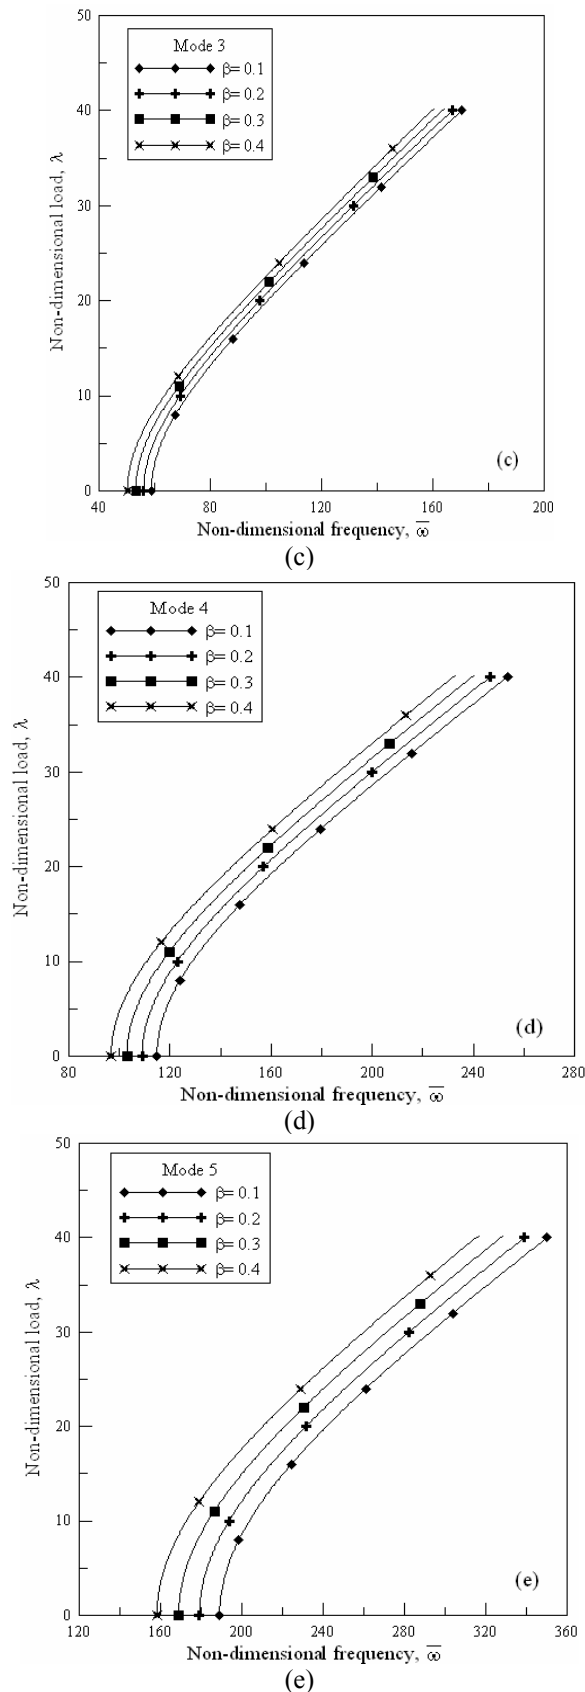 50
40
30
20
10
0
Non-dimensional load, λ
Mode 3
β= 0.1
β= 0.2
β= 0.3
β= 0.4
(c)
40 80 120 160 200
Non-dimensional frequency, ω̅
(c)
50
40
30
20
10
0
Non-dimensional load, λ
Mode 4
β= 0.1
β= 0.2
β= 0.3
β= 0.4
(d)
80 120 160 200 240 280
Non-dimensional frequency, ω̅
(d)
50
40
30
20
10
0
Non-dimensional load, λ
Mode 5
β= 0.1
β= 0.2
β= 0.3
β= 0.4
(e)
120 160 200 240 280 320 360
Non-dimensional frequency, ω̅
(e)